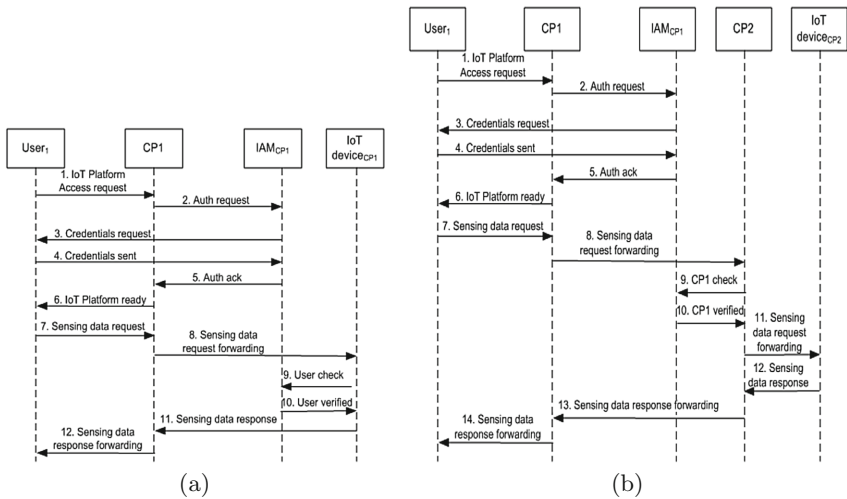 User1
CP1
IAMCP1
IoT
deviceCP1
1. IoT Platform
Access request
2. Auth request
3. Credentials request
4. Credentials sent
5. Auth ack
6. IoT Platform ready
7. Sensing data request
8. Sensing data
request forwarding
9. User check
10. User verified
11. Sensing data response
12. Sensing data
response forwarding
(a)
User1
CP1
IAMCP1
CP2
IoT
deviceCP2
1. IoT Platform
Access request
2. Auth request
3. Credentials request
4. Credentials sent
5. Auth ack
6. IoT Platform ready
7. Sensing data request
8. Sensing data
request forwarding
9. CP1 check
10. CP1 verified
11. Sensing
data request
forwarding
12. Sensing
data response
13. Sensing data response forwarding
14. Sensing data
response forwarding
(b)